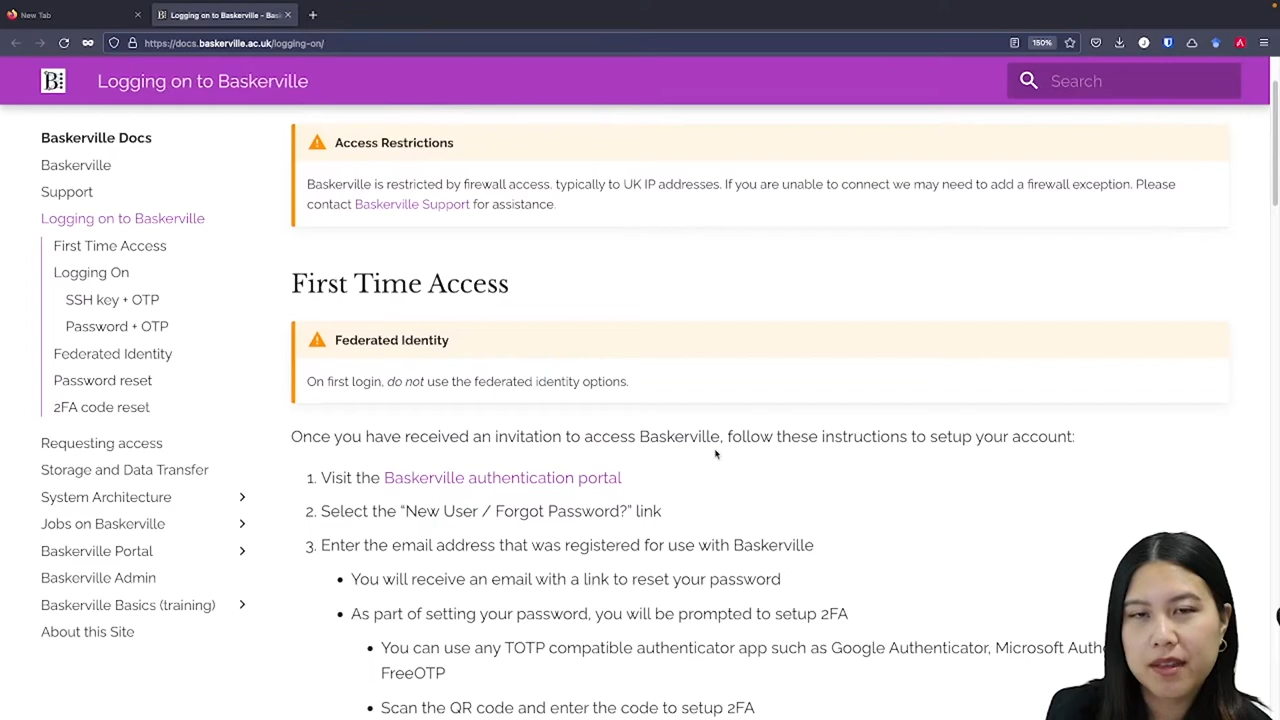 New Tab
Logging on to Baskerville - Bas
https://docs.baskerville.ac.uk/logging-on/
150%
B
Logging on to Baskerville
Search
Baskerville Docs
Baskerville
Support
Logging on to Baskerville
First Time Access
Logging On
SSH key + OTP
Password + OTP
Federated Identity
Password reset
2FA code reset
Requesting access
Storage and Data Transfer
System Architecture
Jobs on Baskerville
Baskerville Portal
Baskerville Admin
Baskerville Basics (training)
About this Site
Access Restrictions
Baskerville is restricted by firewall access, typically to UK IP addresses. If you are unable to connect we may need to add a firewall exception. Please
contact Baskerville Support for assistance.
First Time Access
Federated Identity
On first login, do not use the federated identity options.
Once you have received an invitation to access Baskerville, follow these instructions to setup your account:
1. Visit the Baskerville authentication portal
2. Select the “New User / Forgot Password?” link
3. Enter the email address that was registered for use with Baskerville
• You will receive an email with a link to reset your password
• As part of setting your password, you will be prompted to setup 2FA
• You can use any TOTP compatible authenticator app such as Google Authenticator, Microsoft Authe
FreeOTP
• Scan the QR code and enter the code to setup 2FA